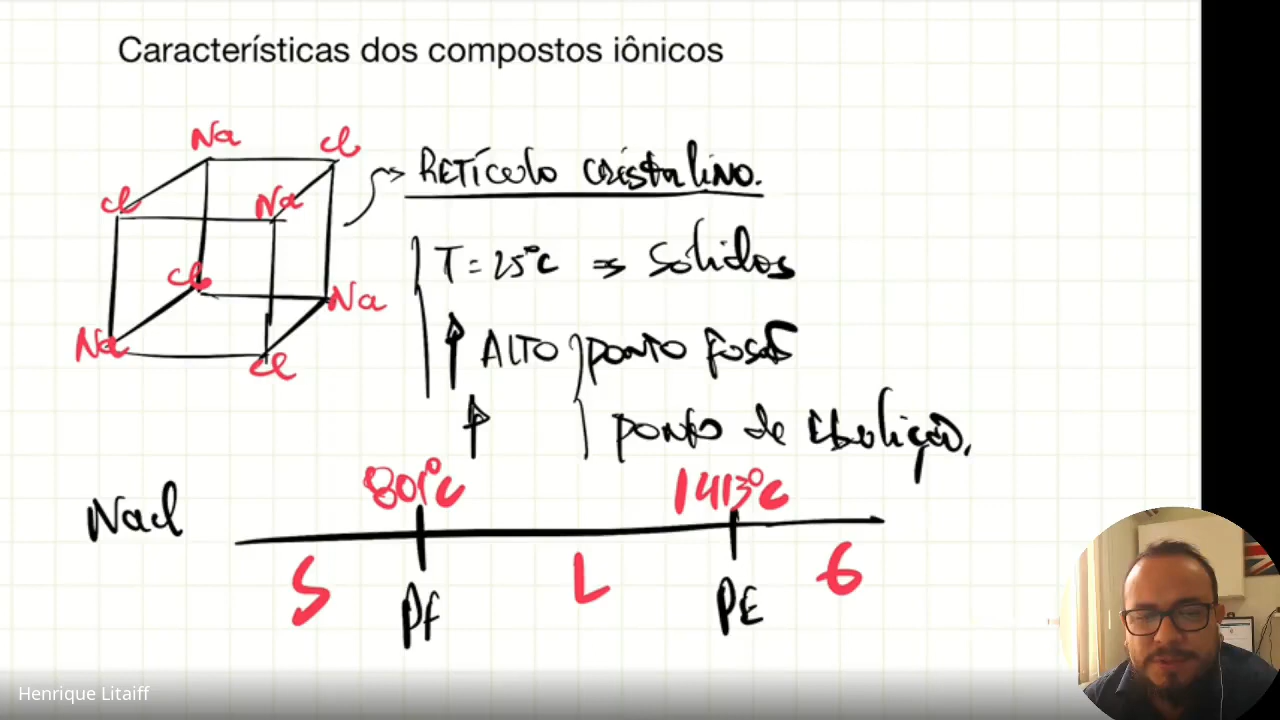 Características dos compostos iônicos
Na Cl
Cl Na
Retículo cristalino.
Cl Na
Na Cl
T = 25°C ⇒ Sólidos
↑ ALTO ponto fusão
↑ ponto de Ebulição.
801°C 1413°C
NaCl
S L G
PF PE
Henrique Litaiff